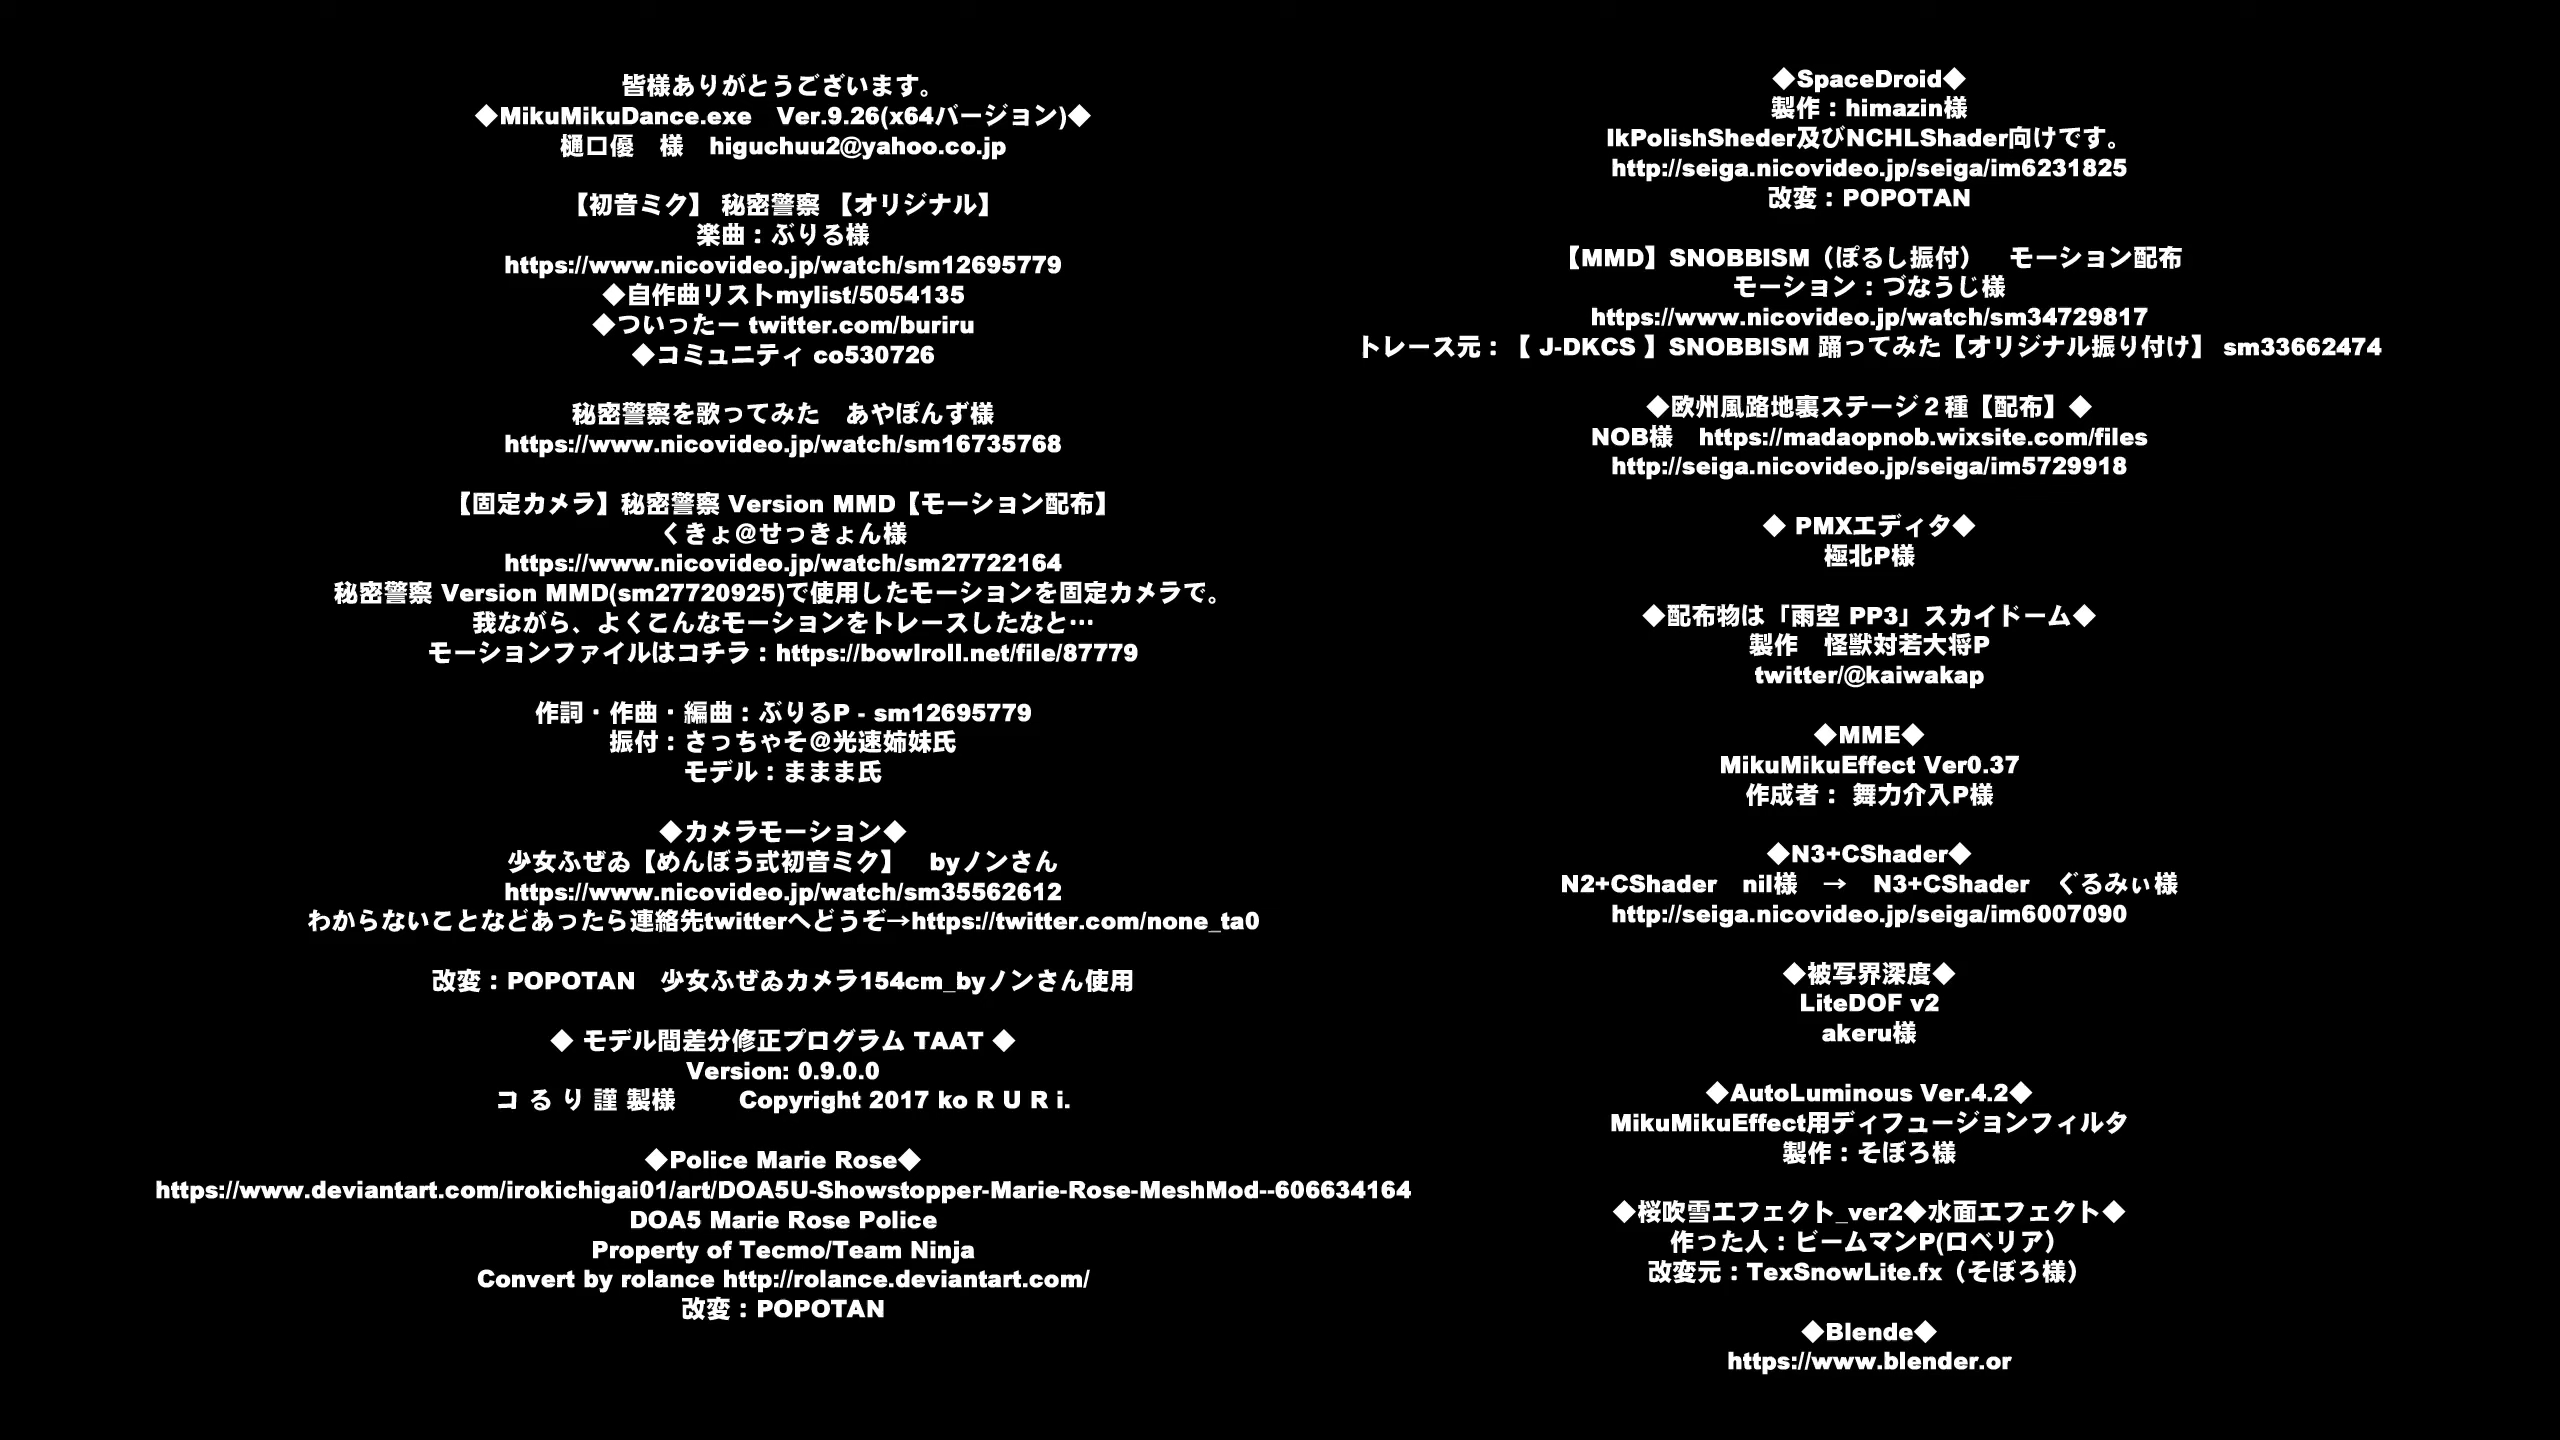 皆様ありがとうございます。
◆MikuMikuDance.exe　Ver.9.26(x64バージョン)◆
樋口優　様　higuchuu2@yahoo.co.jp
【初音ミク】 秘密警察 【オリジナル】
楽曲：ぶりる様
https://www.nicovideo.jp/watch/sm12695779
◆自作曲リストmylist/5054135
◆ついったー twitter.com/buriru
◆コミュニティ co530726
秘密警察を歌ってみた　あやぽんず様
https://www.nicovideo.jp/watch/sm16735768
【固定カメラ】秘密警察 Version MMD【モーション配布】
くきょ＠せっきょん様
https://www.nicovideo.jp/watch/sm27722164
秘密警察 Version MMD(sm27720925)で使用したモーションを固定カメラで。
我ながら、よくこんなモーションをトレースしたなと…
モーションファイルはコチラ：https://bowlroll.net/file/87779
作詞・作曲・編曲：ぶりるP - sm12695779
振付：さっちゃそ＠光速姉妹氏
モデル：ままま氏
◆カメラモーション◆
少女ふぜゐ【めんぼう式初音ミク】　byノンさん
https://www.nicovideo.jp/watch/sm35562612
わからないことなどあったら連絡先twitterへどうぞ→https://twitter.com/none_ta0
改変：POPOTAN　少女ふぜゐカメラ154cm_byノンさん使用
◆ モデル間差分修正プログラム TAAT ◆
Version: 0.9.0.0
コ る り 謹 製様　　Copyright 2017 ko R U R i.
◆Police Marie Rose◆
https://www.deviantart.com/irokichigai01/art/DOA5U-Showstopper-Marie-Rose-MeshMod--606634164
DOA5 Marie Rose Police
Property of Tecmo/Team Ninja
Convert by rolance http://rolance.deviantart.com/
改変：POPOTAN
◆SpaceDroid◆
製作：himazin様
IkPolishSheder及びNCHLShader向けです。
http://seiga.nicovideo.jp/seiga/im6231825
改変：POPOTAN
【MMD】SNOBBISM（ぽるし振付）　モーション配布
モーション：づなうじ様
https://www.nicovideo.jp/watch/sm34729817
トレース元：【 J-DKCS 】SNOBBISM 踊ってみた【オリジナル振り付け】 sm33662474
◆欧州風路地裏ステージ２種【配布】◆
NOB様　https://madaopnob.wixsite.com/files
http://seiga.nicovideo.jp/seiga/im5729918
◆ PMXエディタ◆
極北P様
◆配布物は「雨空 PP3」スカイドーム◆
製作　怪獣対若大将P
twitter/@kaiwakap
◆MME◆
MikuMikuEffect Ver0.37
作成者： 舞力介入P様
◆N3+CShader◆
N2+CShader　nil様　→　N3+CShader　ぐるみぃ様
http://seiga.nicovideo.jp/seiga/im6007090
◆被写界深度◆
LiteDOF v2
akeru様
◆AutoLuminous Ver.4.2◆
MikuMikuEffect用ディフュージョンフィルタ
製作：そぼろ様
◆桜吹雪エフェクト_ver2◆水面エフェクト◆
作った人：ビームマンP(ロベリア）
改変元：TexSnowLite.fx（そぼろ様）
◆Blende◆
https://www.blender.or